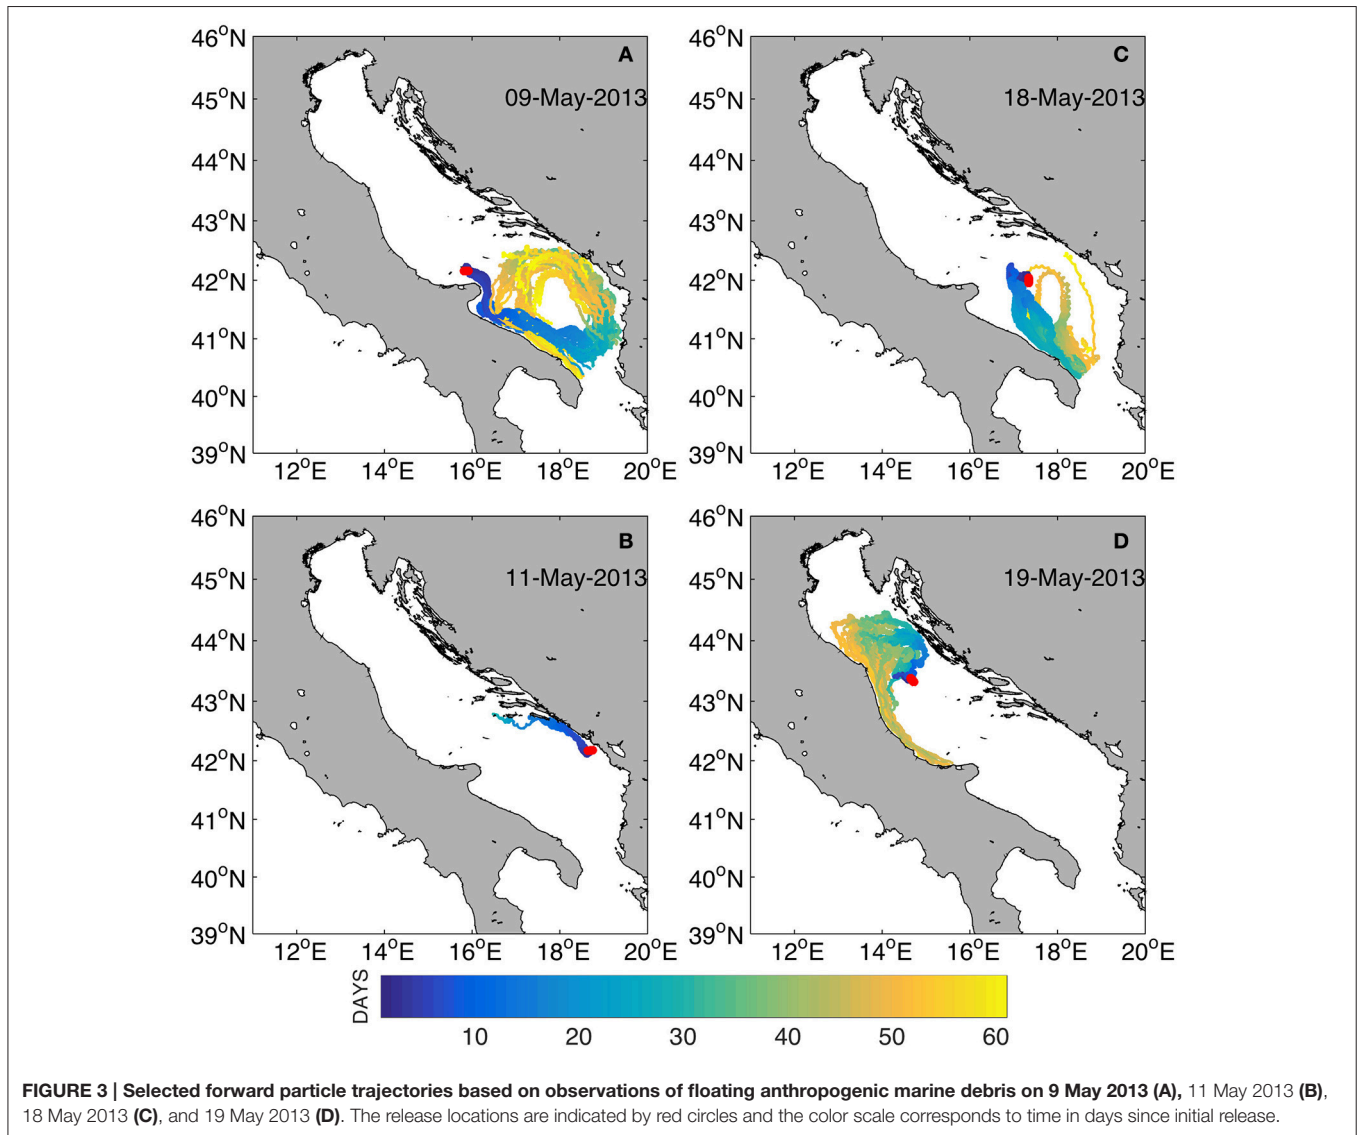 A
09-May-2013
46°N
45°N
44°N
43°N
42°N
41°N
40°N
39°N
12°E 14°E 16°E 18°E 20°E
C
18-May-2013
46°N
45°N
44°N
43°N
42°N
41°N
40°N
39°N
12°E 14°E 16°E 18°E 20°E
B
11-May-2013
46°N
45°N
44°N
43°N
42°N
41°N
40°N
39°N
12°E 14°E 16°E 18°E 20°E
D
19-May-2013
46°N
45°N
44°N
43°N
42°N
41°N
40°N
39°N
12°E 14°E 16°E 18°E 20°E
DAYS
10 20 30 40 50 60
FIGURE 3 | Selected forward particle trajectories based on observations of floating anthropogenic marine debris on 9 May 2013 (A), 11 May 2013 (B),
18 May 2013 (C), and 19 May 2013 (D). The release locations are indicated by red circles and the color scale corresponds to time in days since initial release.